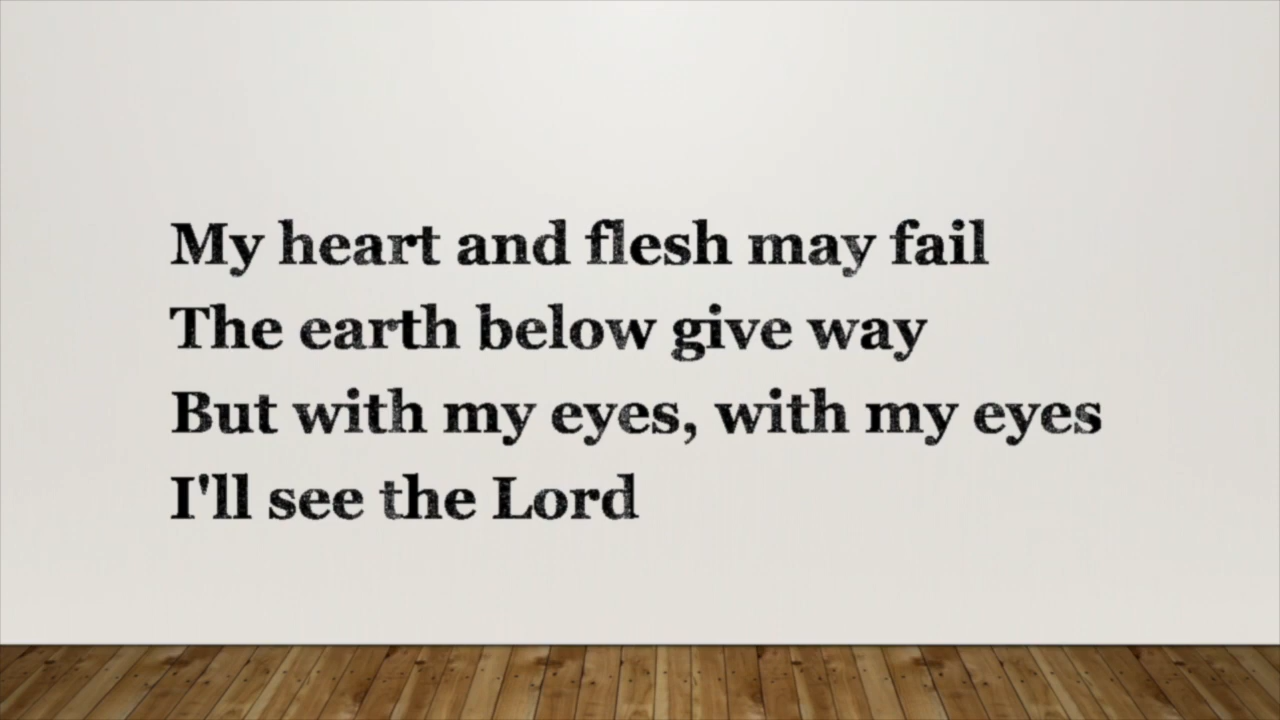 My heart and flesh may fail
The earth below give way
But with my eyes, with my eyes
I'll see the Lord